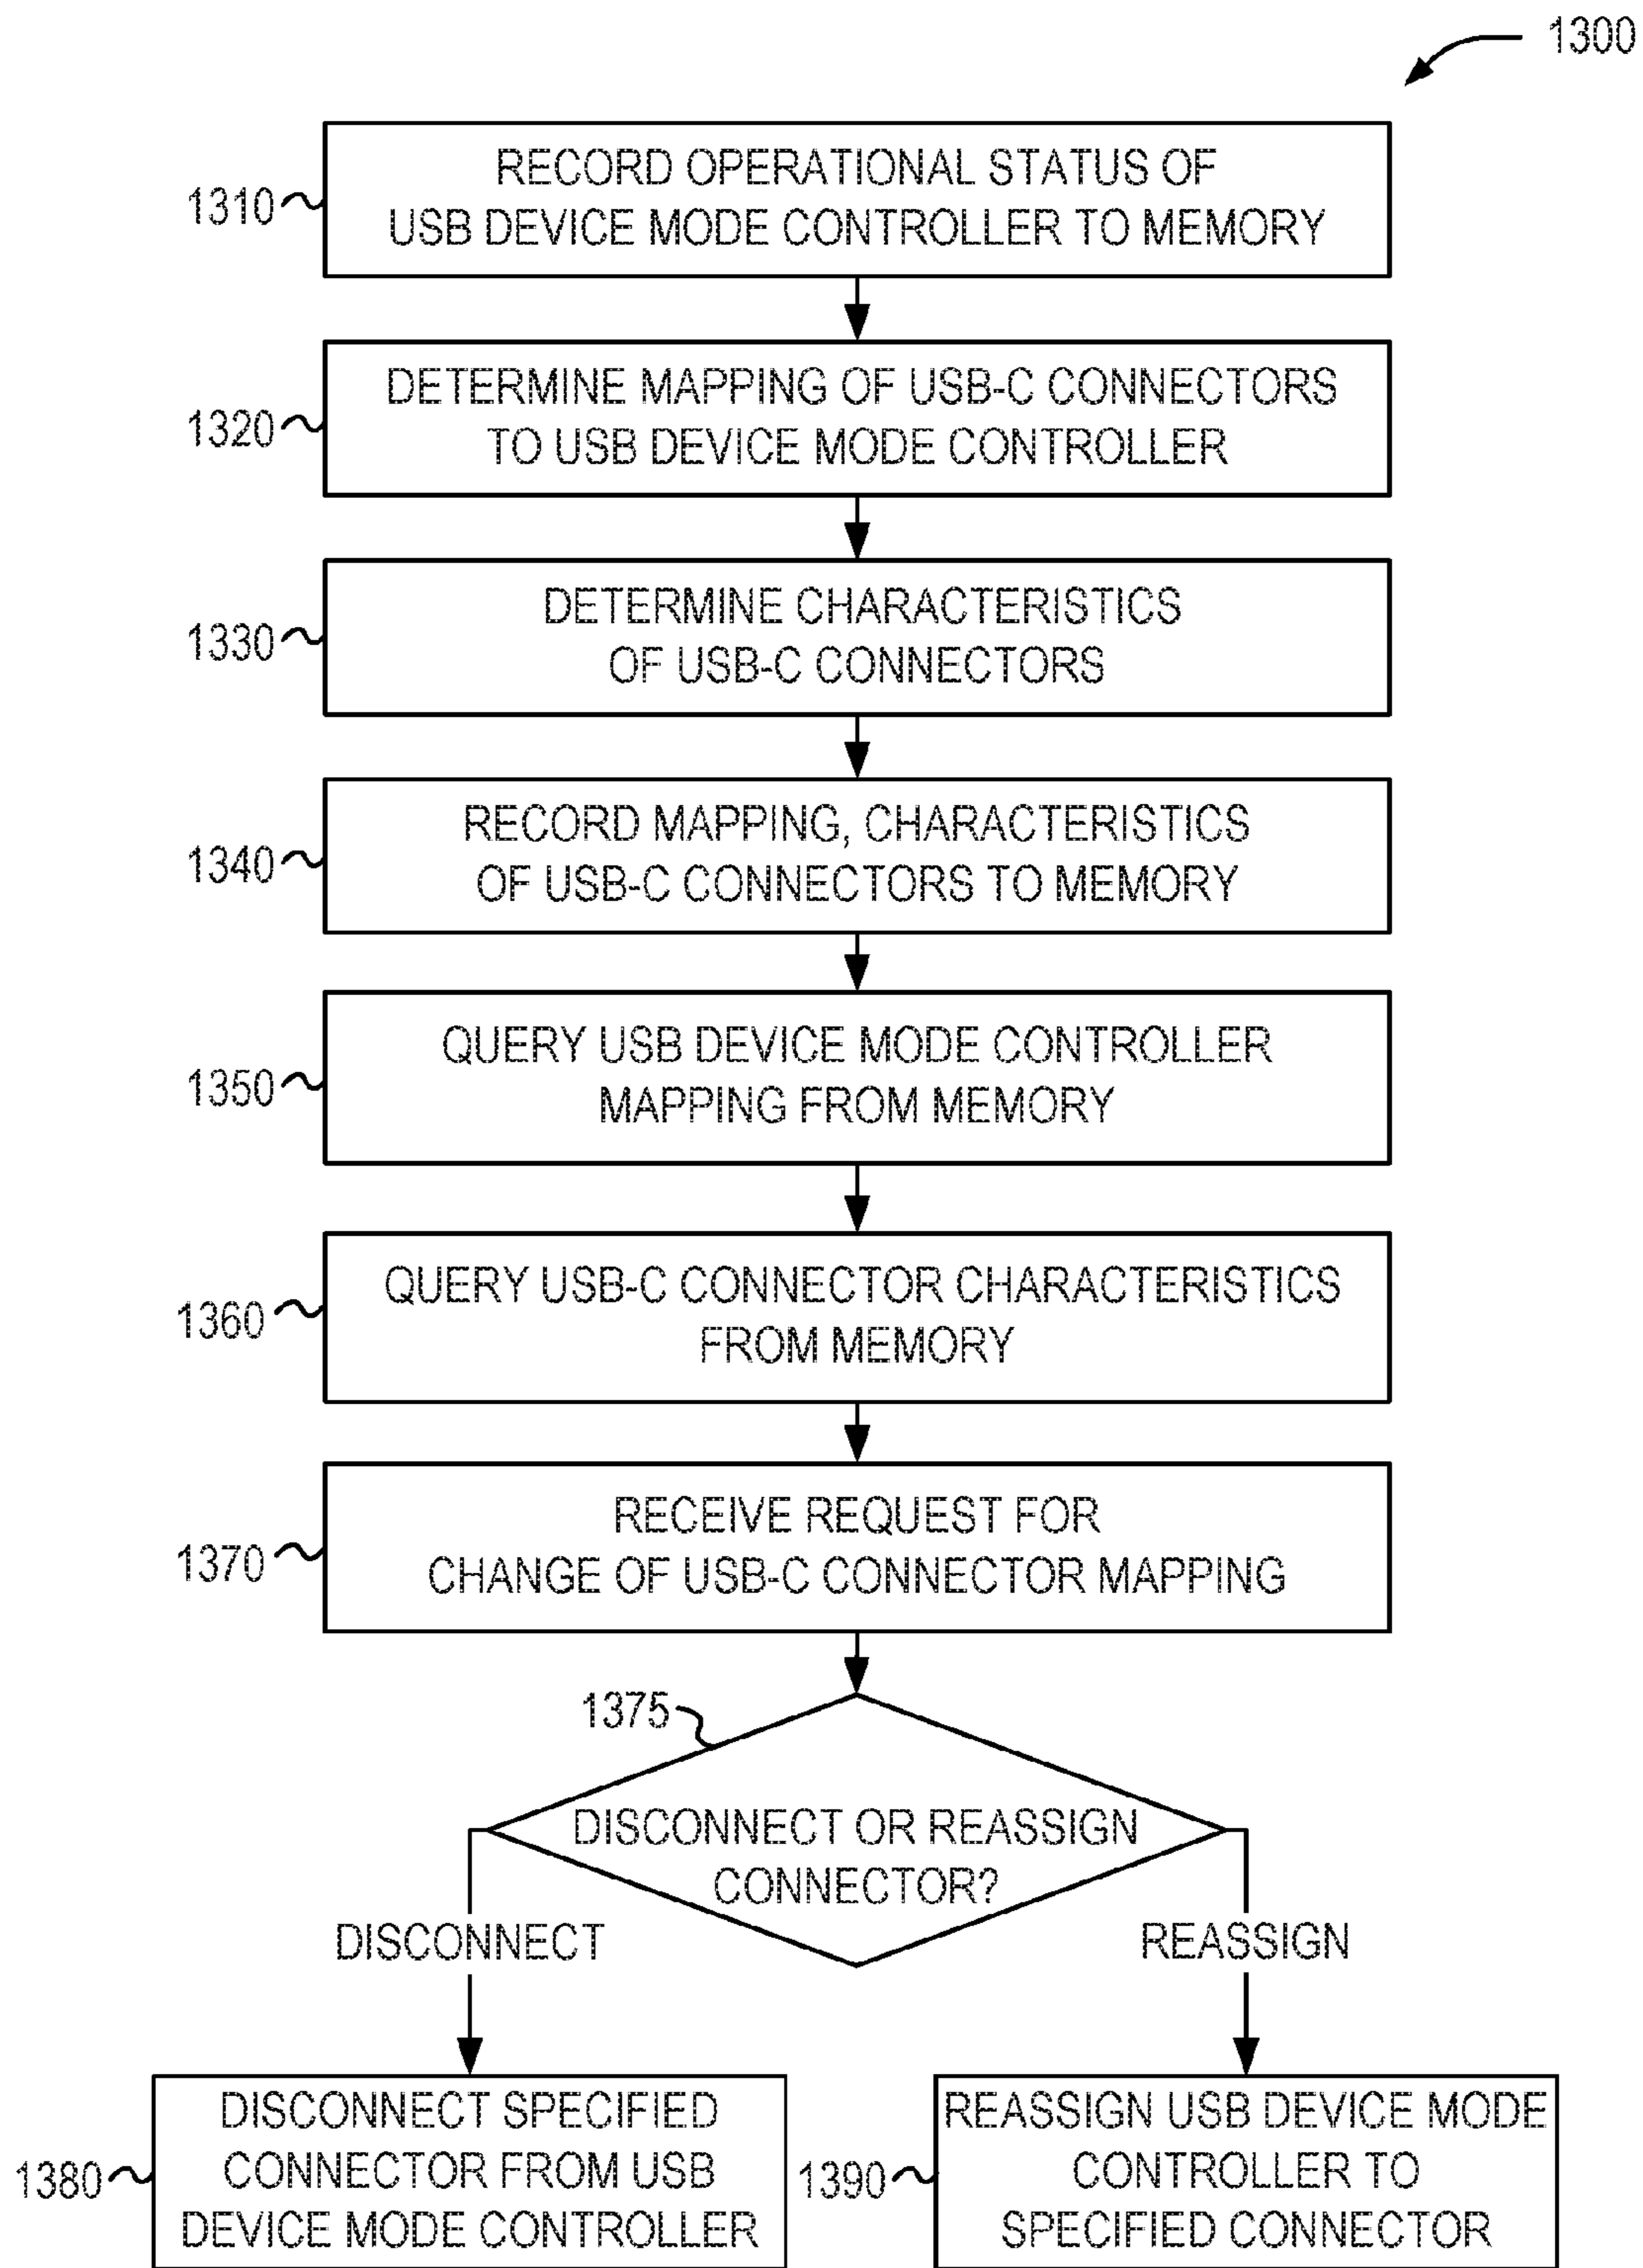 1300
RECORD OPERATIONAL STATUS OF
1310
USB DEVICE MODE CONTROLLER TO MEMORY
DETERMINE MAPPING OF USB-C CONNECTORS
1320
TO USB DEVICE MODE CONTROLLER
DETERMINE CHARACTERISTICS
1330
OF USB-C CONNECTORS
RECORD MAPPING, CHARACTERISTICS
1340
OF USB-C CONNECTORS TO MEMORY
QUERY USB DEVICE MODE CONTROLLER
1350
MAPPING FROM MEMORY
QUERY USB-C CONNECTOR CHARACTERISTICS
1360
FROM MEMORY
RECEIVE REQUEST FOR
1370
CHANGE OF USB-C CONNECTOR MAPPING
1375
DISCONNECT OR REASSIGN
CONNECTOR?
DISCONNECT
REASSIGN
DISCONNECT SPECIFIED
1380
CONNECTOR FROM USB
DEVICE MODE CONTROLLER
REASSIGN USB DEVICE MODE
1390
CONTROLLER TO
SPECIFIED CONNECTOR